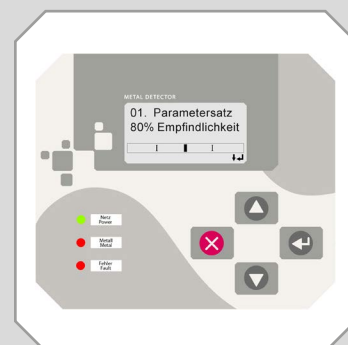 METAL DETECTOR
01. Parametersatz
80% Empfindlichkeit
Netz
Power
Metall
Metal
Fehler
Fault